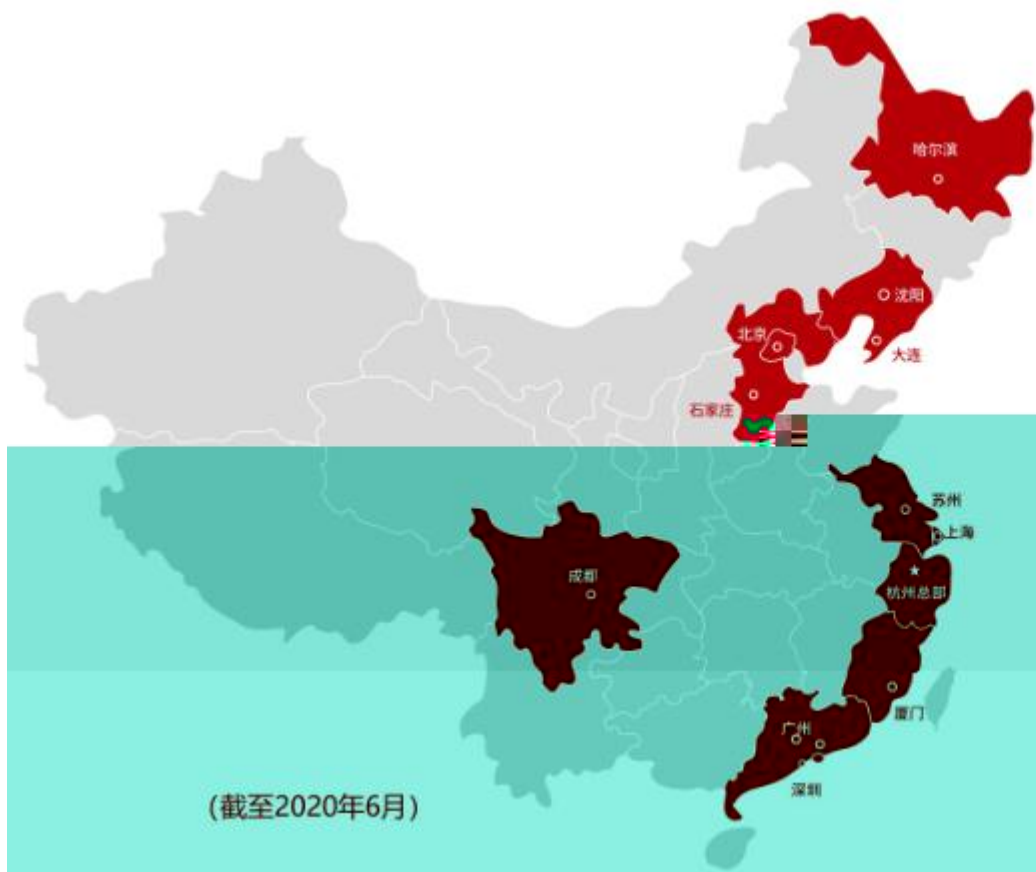 哈尔滨
沈阳
北京
大连
石家庄
苏州
上海
成都
杭州总部
厦门
广州
深圳
(截至2020年6月)